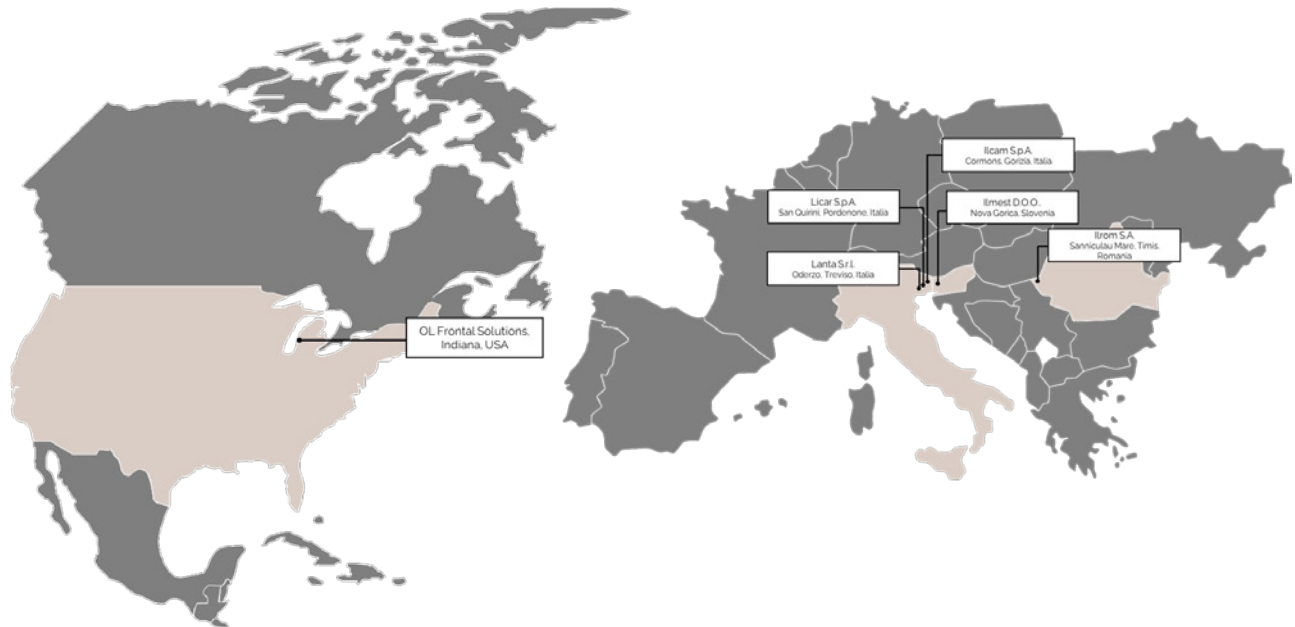 OL Frontal Solutions,
Indiana, USA
Ilcam S.p.A.
Cormons, Gorizia, Italia
Licar S.p.A.
San Quirini, Pordenone, Italia
Ilmest D.O.O.
Nova Gorica, Slovenia
Lanta S.r.l.
Oderzo, Treviso, Italia
Ilrom S.A.
Sanniculau Mare, Timis,
Romania